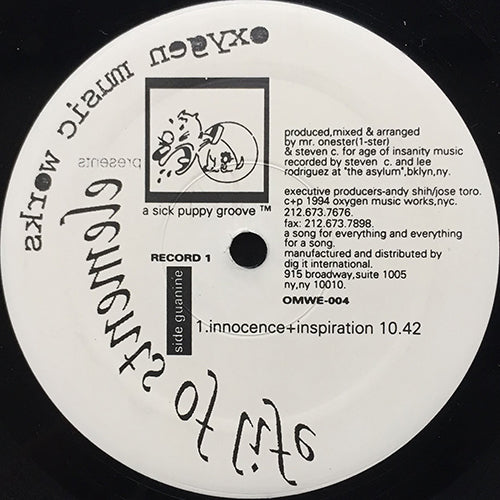 oxygen music works
presents
elements of life
a sick puppy groove ™
produced,mixed & arranged
by mr. onester(1-ster)
& steven c. for age of insanity music
recorded by steven c. and lee
rodriguez at "the asylum",bklyn,ny.
executive producers-andy shih/jose toro.
c+p 1994 oxygen music works,nyc.
212.673.7676.
fax: 212.673.7898.
a song for everything and everything
for a song.
manufactured and distributed by
dig it international.
915 broadway,suite 1005
ny,ny 10010.
OMWE-004
RECORD 1
side guanine
1.innocence+inspiration 10.42